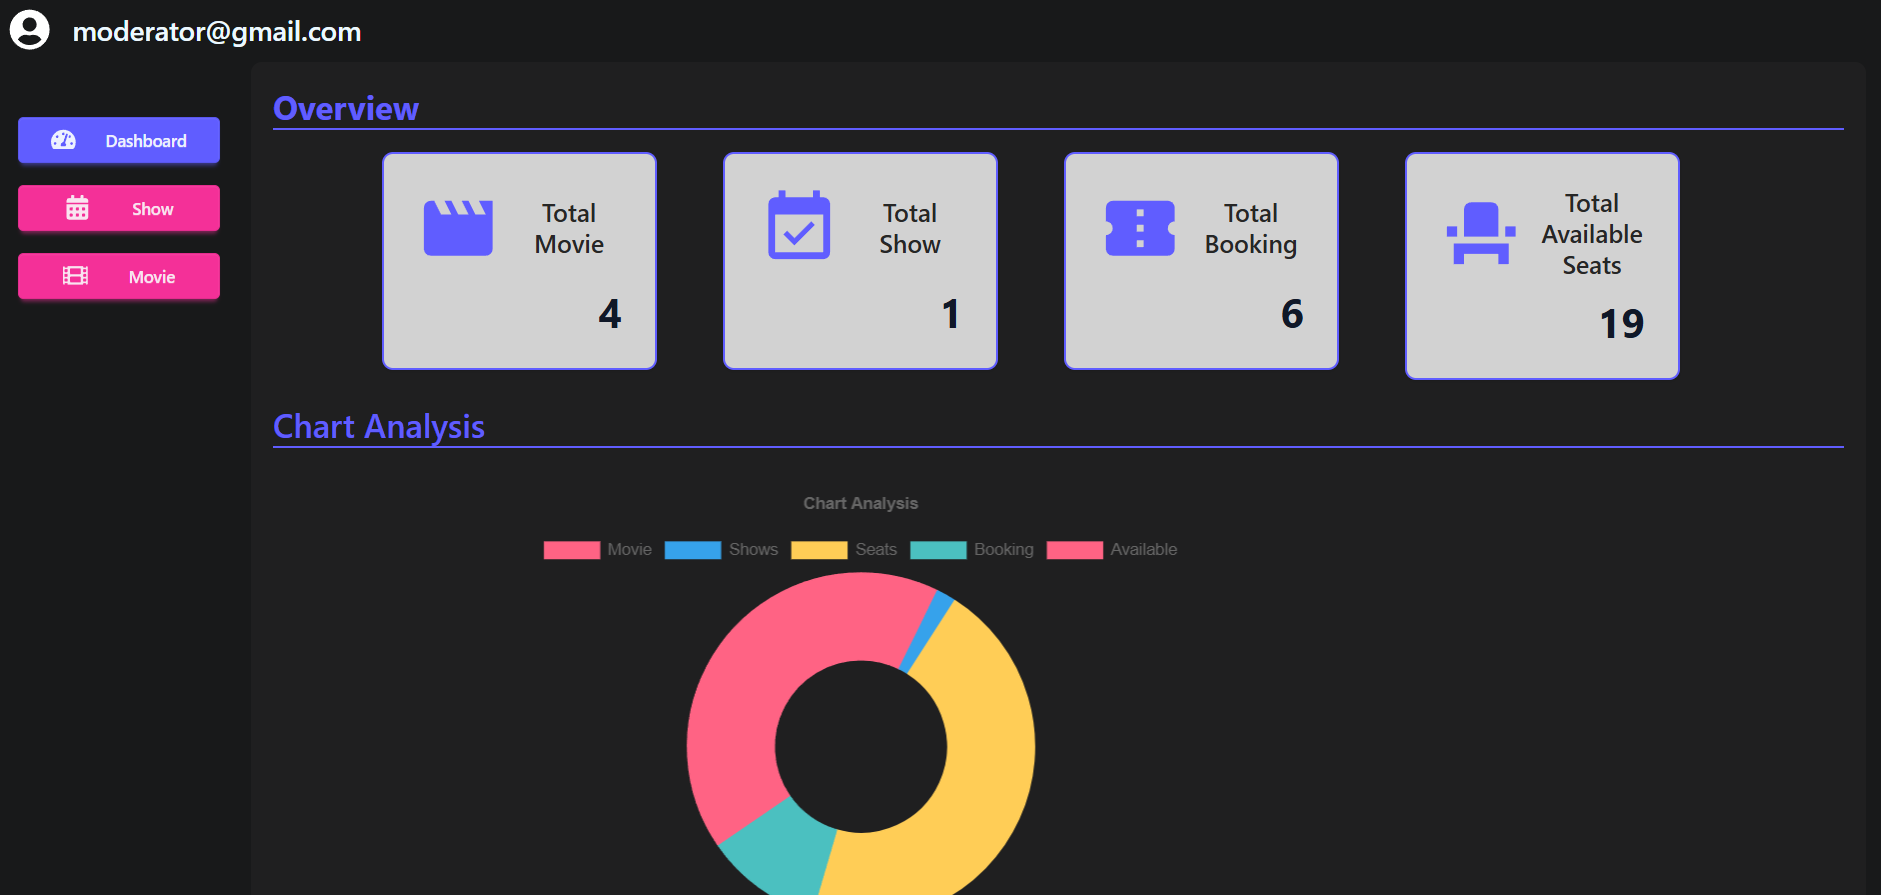 moderator@gmail.com
Dashboard
Show
Movie
Overview
Total
Movie
4
Total
Show
1
Total
Booking
6
Total
Available
Seats
19
Chart Analysis
Chart Analysis
Movie Shows Seats Booking Available